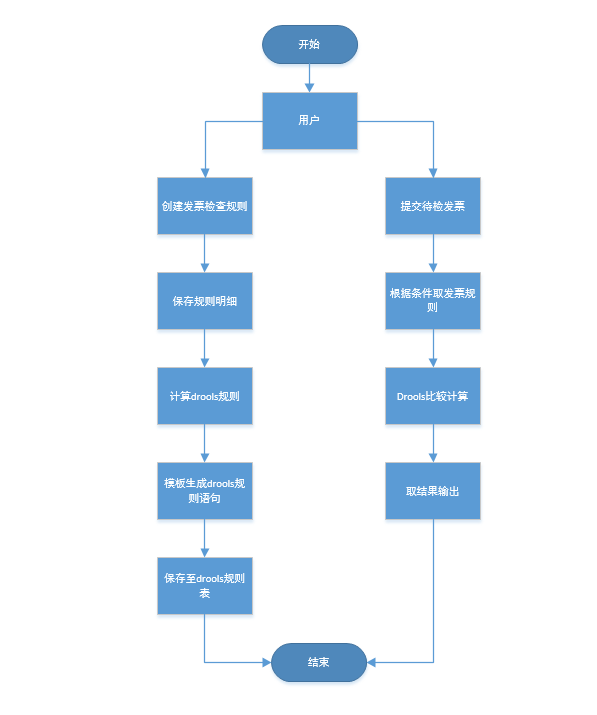 开始
用户
创建发票检查规则
提交待检发票
保存规则明细
根据条件取发票规
则
计算drools规则
Drools比较计算
模板生成drools规
则语句
取结果输出
保存至drools规则
表
结束